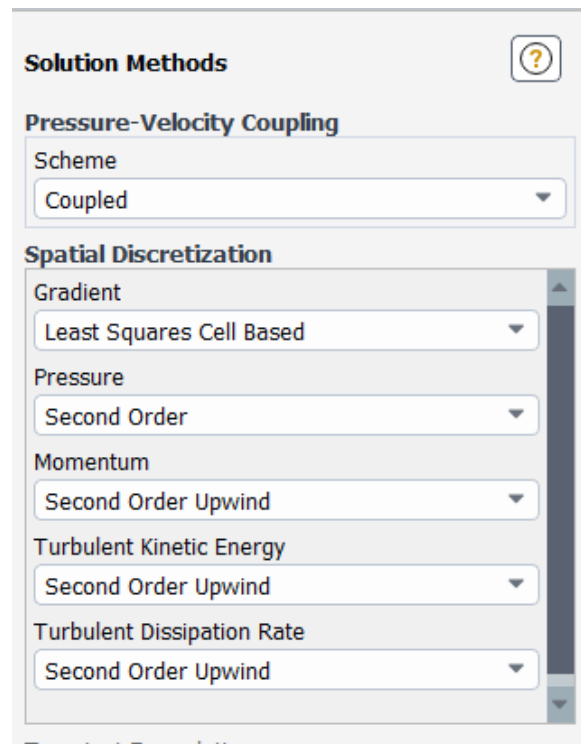 Solution Methods
?
Pressure-Velocity Coupling
Scheme
Coupled
Spatial Discretization
Gradient
Least Squares Cell Based
Pressure
Second Order
Momentum
Second Order Upwind
Turbulent Kinetic Energy
Second Order Upwind
Turbulent Dissipation Rate
Second Order Upwind